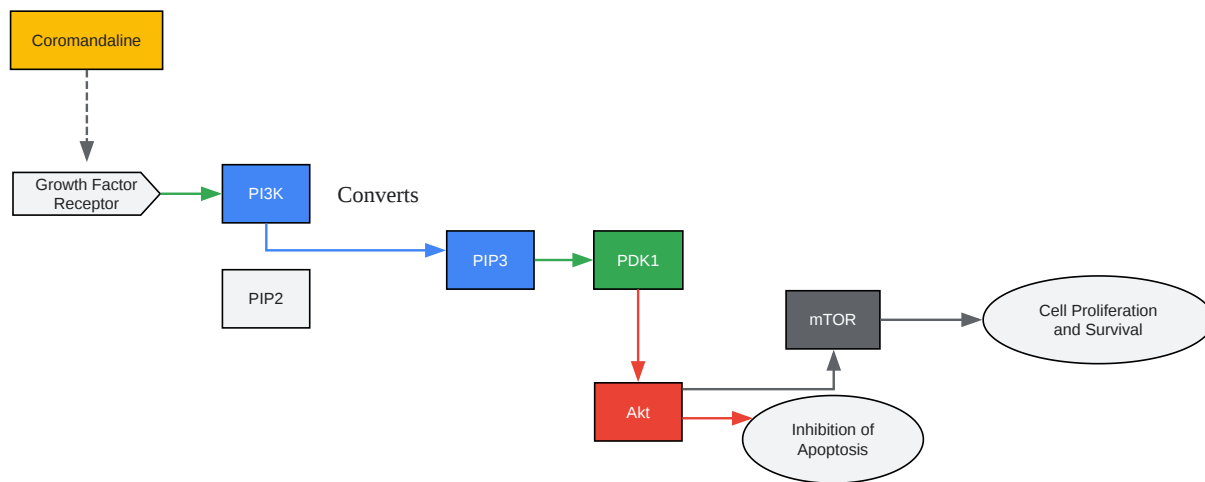 Coromandaline
Growth Factor
Receptor
PI3K
Converts
PIP2
PIP3
PDK1
mTOR
Cell Proliferation
and Survival
Akt
Inhibition of
Apoptosis